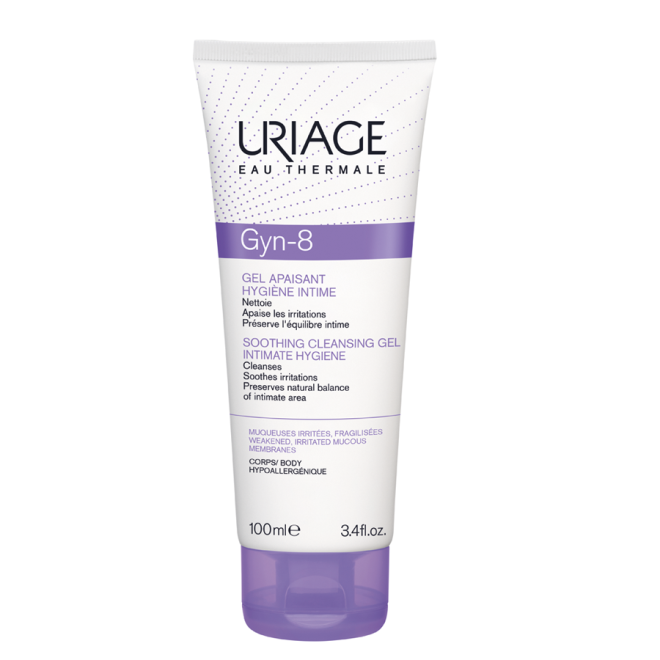 URIAGE
EAU THERMALE
Gyn-8
GEL APAISANT
HYGIÈNE INTIME
Nettoie
Apaise les irritations
Préserve l'équilibre intime
SOOTHING CLEANSING GEL
INTIMATE HYGIENE
Cleanses
Soothes irritations
Preserves natural balance
of intimate area
MUQUEUSES IRRITÉES, FRAGILISÉES
WEAKENED, IRRITATED MUCOUS
MEMBRANES
CORPS/ BODY
HYPOALLERGÉNIQUE
100ml℮ 3.4fl.oz.